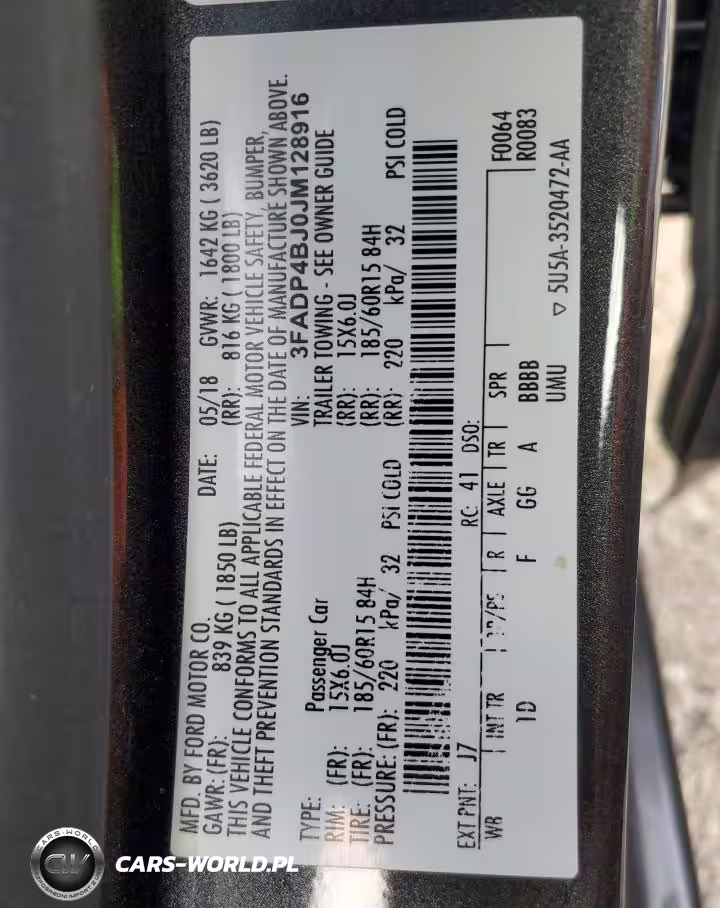 MFD. BY FORD MOTOR CO.
DATE: 05/18 GVWR: 1642 KG ( 3620 LB)
GAWR: (FR): 839 KG ( 1850 LB) (RR): 816 KG ( 1800 LB)
THIS VEHICLE CONFORMS TO ALL APPLICABLE FEDERAL MOTOR VEHICLE SAFETY, BUMPER,
AND THEFT PREVENTION STANDARDS IN EFFECT ON THE DATE OF MANUFACTURE SHOWN ABOVE.
VIN: 3FADP4BJ0JM128916
TYPE: Passenger Car TRAILER TOWING - SEE OWNER GUIDE
RIM: (FR): 15X6.0J (RR): 15X6.0J
TIRE: (FR): 185/60R15 84H (RR): 185/60R15 84H
PRESSURE: (FR): 220 kPa/ 32 PSI COLD (RR): 220 kPa/ 32 PSI COLD
EXT PNT: J7 RC: 41 DSO: F0064
R0083
WB INT TR R AXLE TR SPR
1D F GG A BBBB
UMU
▽ 5U5A-3520472-AA
CARS-WORLD
CW
CARS-WORLD.PL